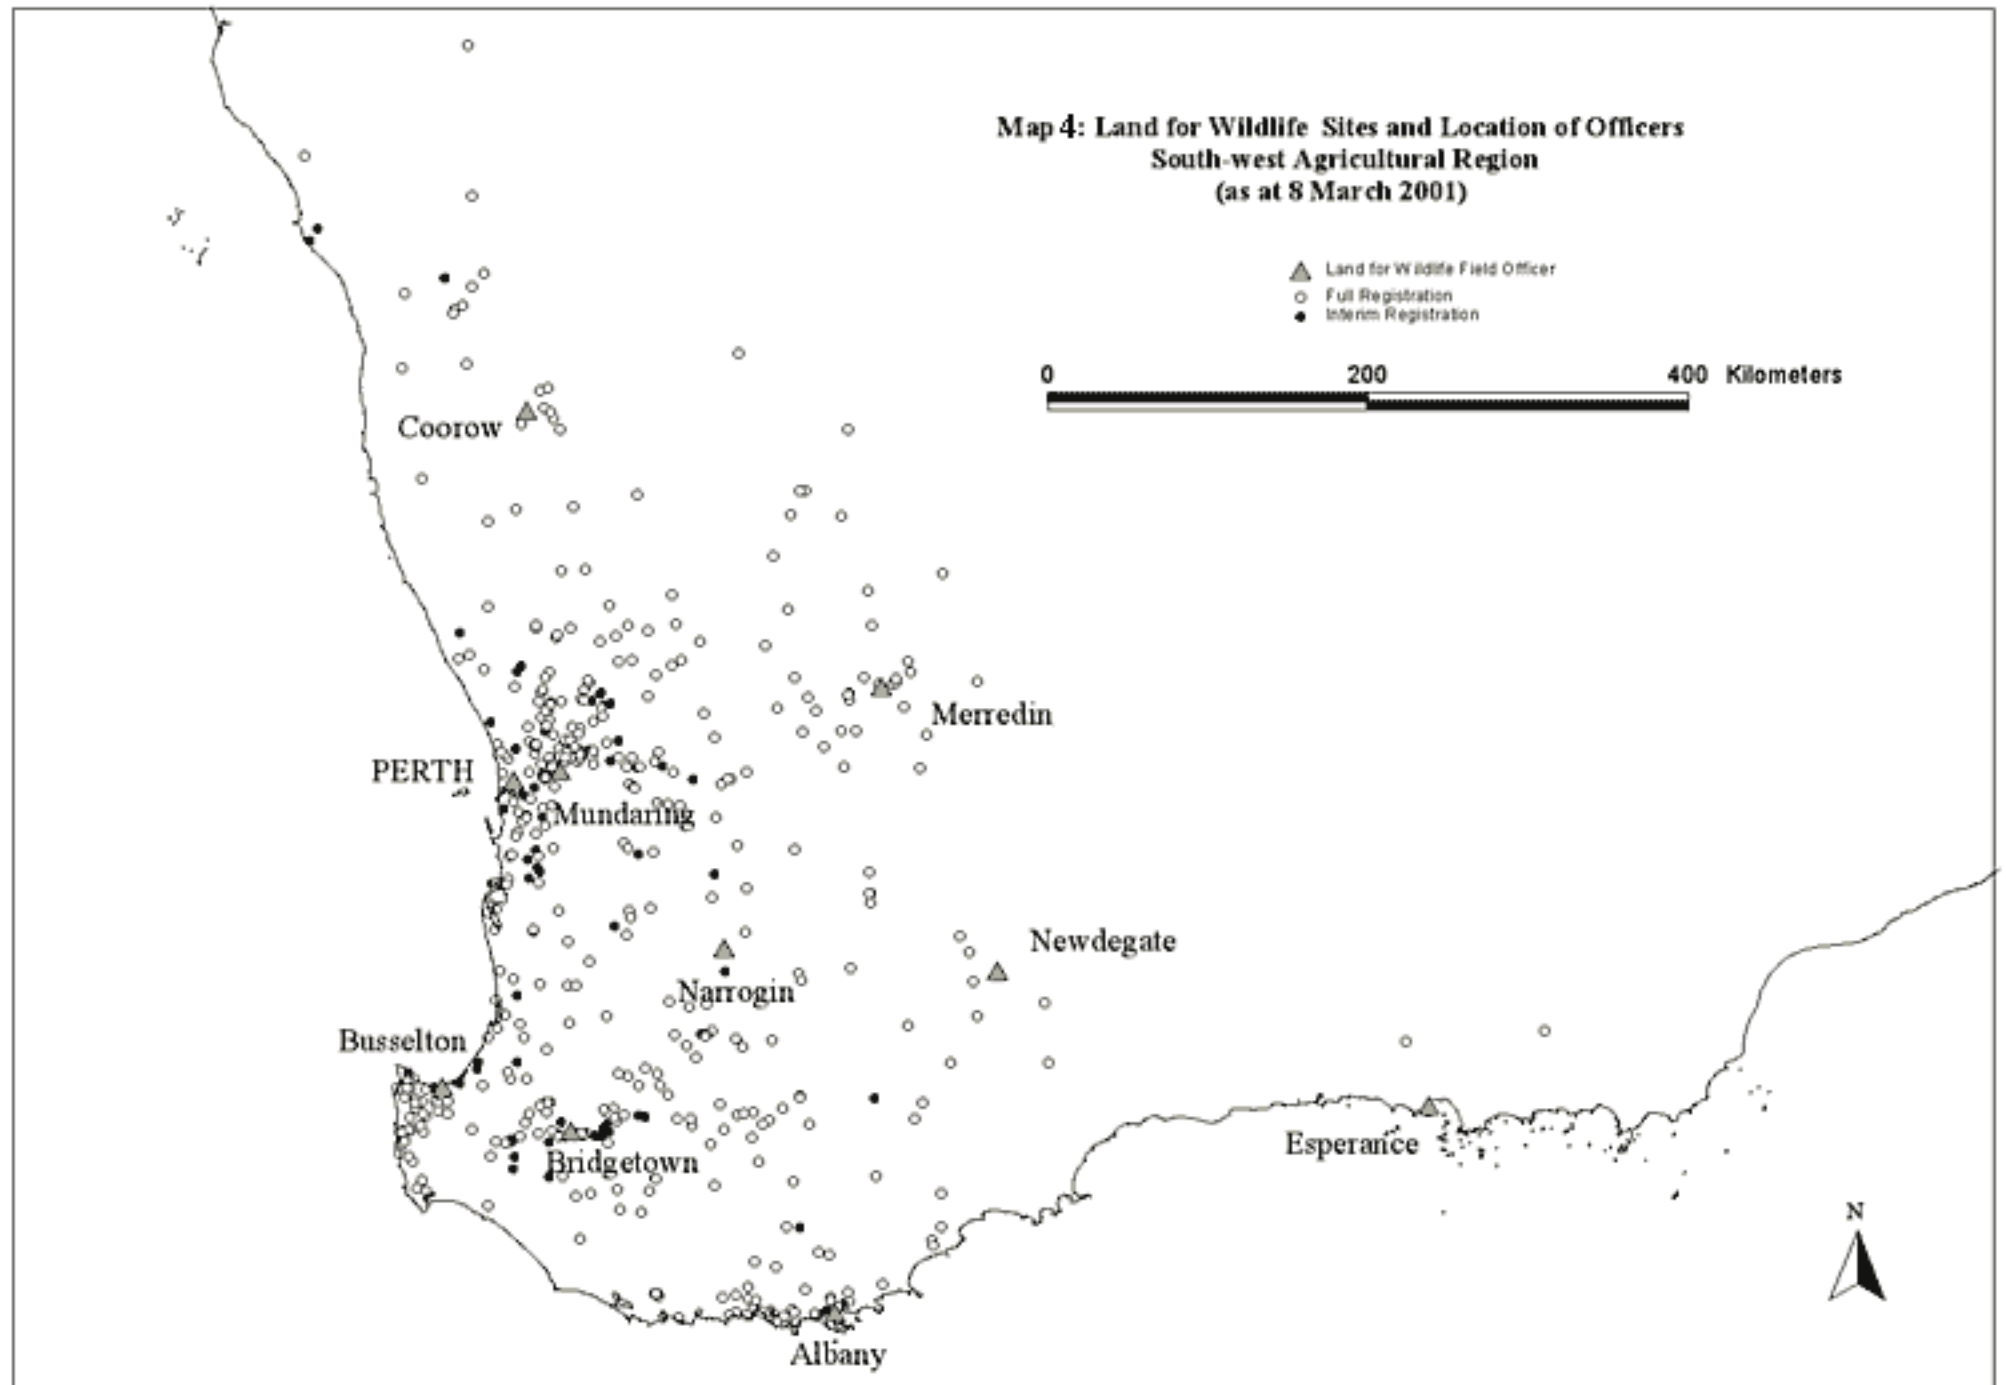 Map 4: Land for Wildlife Sites and Location of Officers
South-west Agricultural Region
(as at 8 March 2001)
Land for Wildlife Field Officer
Full Registration
Interim Registration
0 200 400 Kilometers
Coorow
Merredin
PERTH
Mundaring
Newdegate
Narrogin
Busselton
Esperance
Bridgetown
N
Albany